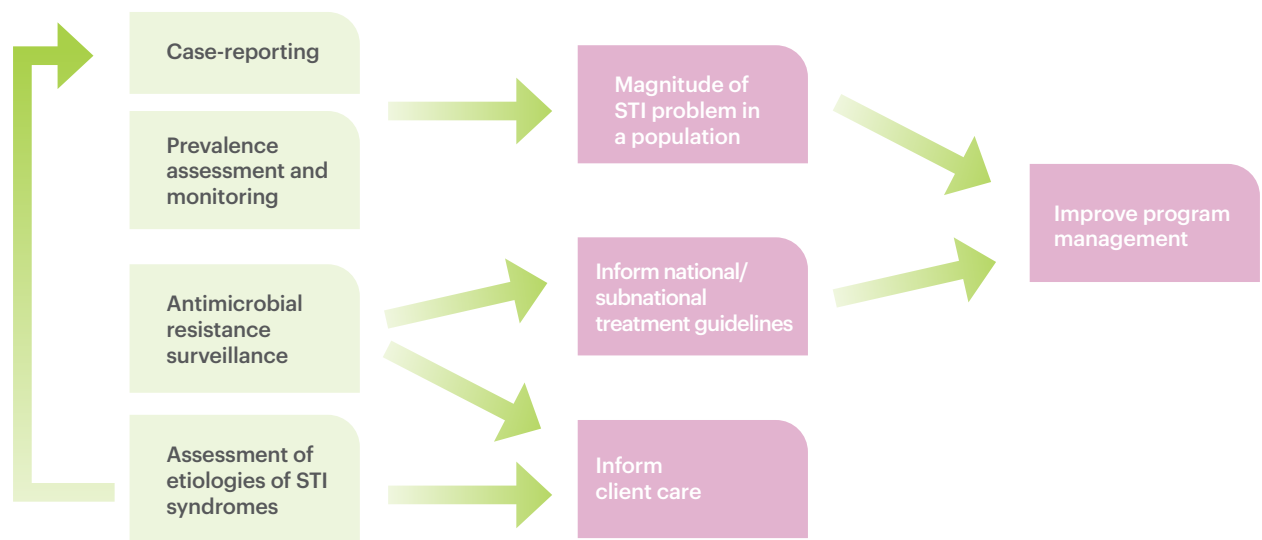 Case-reporting
Prevalence
assessment and
monitoring
Antimicrobial
resistance
surveillance
Assessment of
etiologies of STI
syndromes
Magnitude of
STI problem in
a population
Inform national/
subnational
treatment guidelines
Inform
client care
Improve program
management